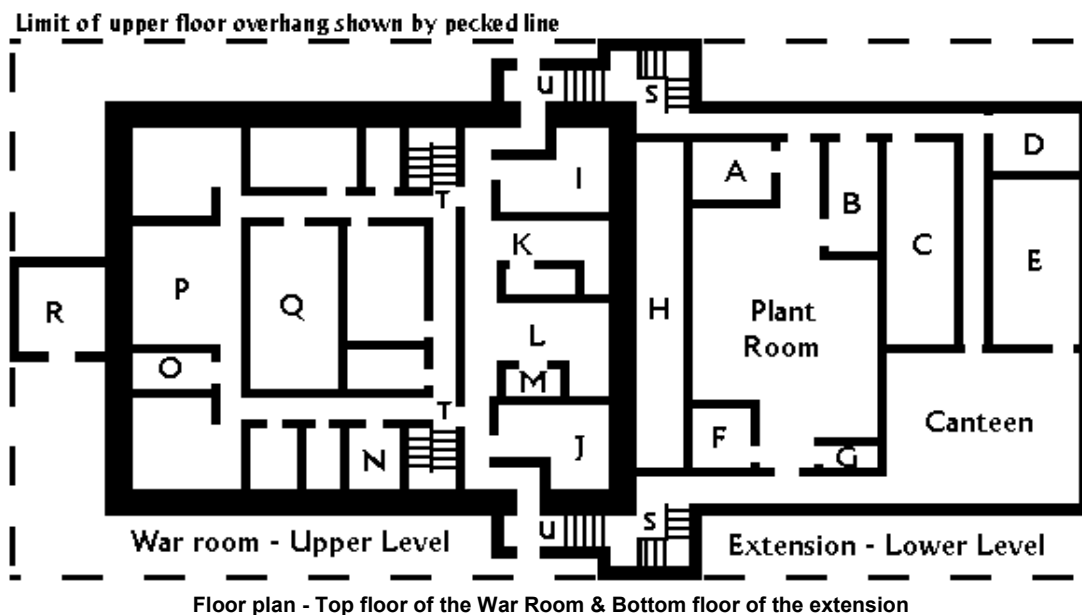 Limit of upper floor overhang shown by pecked line
U
S
D
A
I
T
B
K
C
E
P
R
Q
H
L
Plant
Room
O
M
T
Canteen
F
J
N
G
U
S
War room - Upper Level
Extension - Lower Level
Floor plan - Top floor of the War Room & Bottom floor of the extension